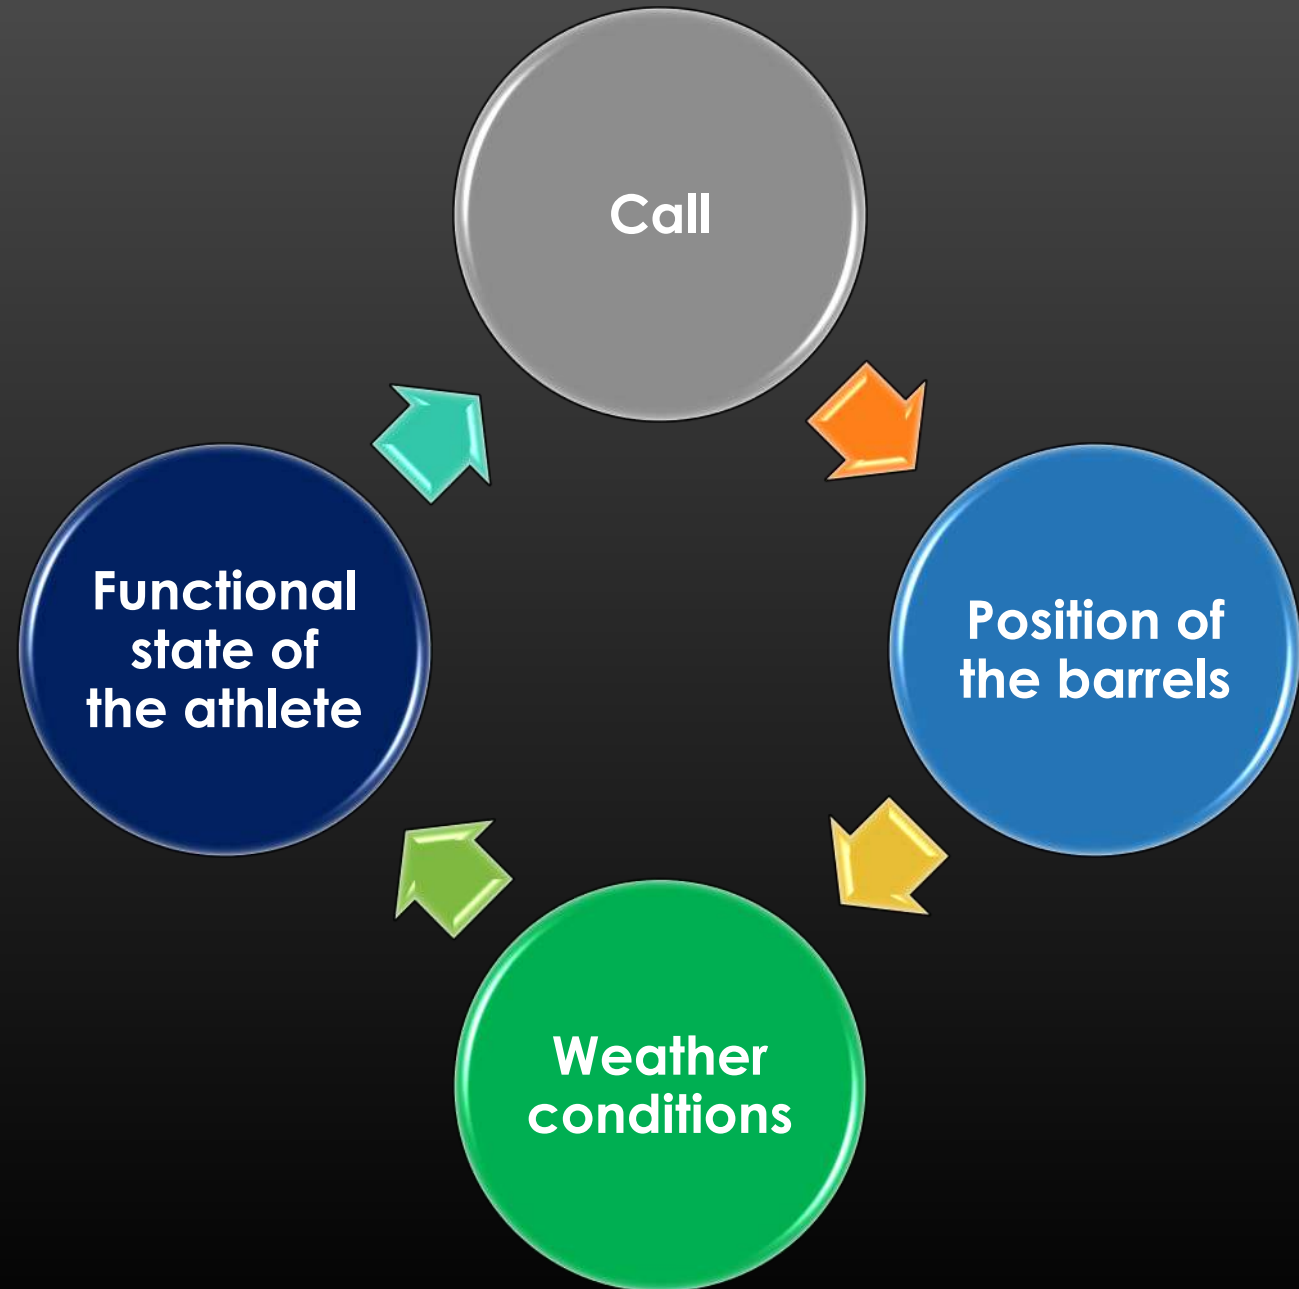 Call
Functional
state of
the athlete
Position of
the barrels
Weather
conditions